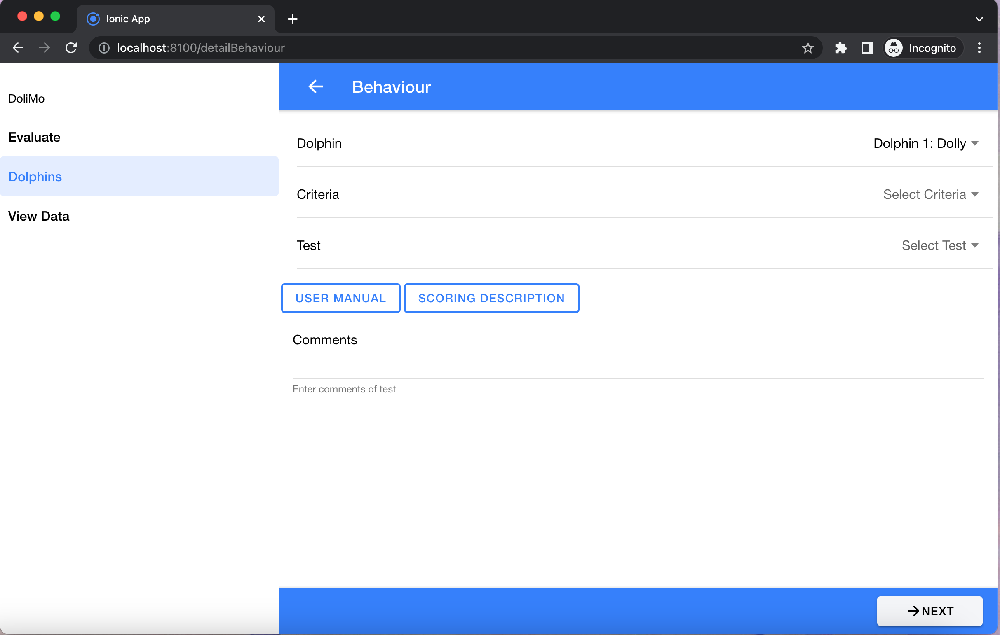 Ionic App
localhost:8100/detailBehaviour
Incognito
DoliMo
Evaluate
Dolphins
View Data
Behaviour
Dolphin
Dolphin 1: Dolly
Criteria
Select Criteria
Test
Select Test
USER MANUAL
SCORING DESCRIPTION
Comments
Enter comments of test
NEXT